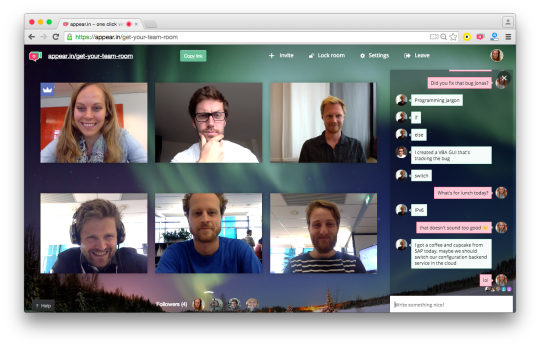 appear.in – one click vi
https://appear.in/get-your-team-room
appear.in/get-your-team-room
Copy link
Invite
Lock room
Settings
Leave
Did you fix that bug Jonas?
Programming jargon
if
else
I created a VBA GUI that's
tracking the bug
switch
What's for lunch today?
IPv6
that doesn't sound too good
I got a coffee and cupcake from
SAP today, maybe we should
switch our configuration backend
service in the cloud
lol
Followers (4)
? Help
Write something nice!